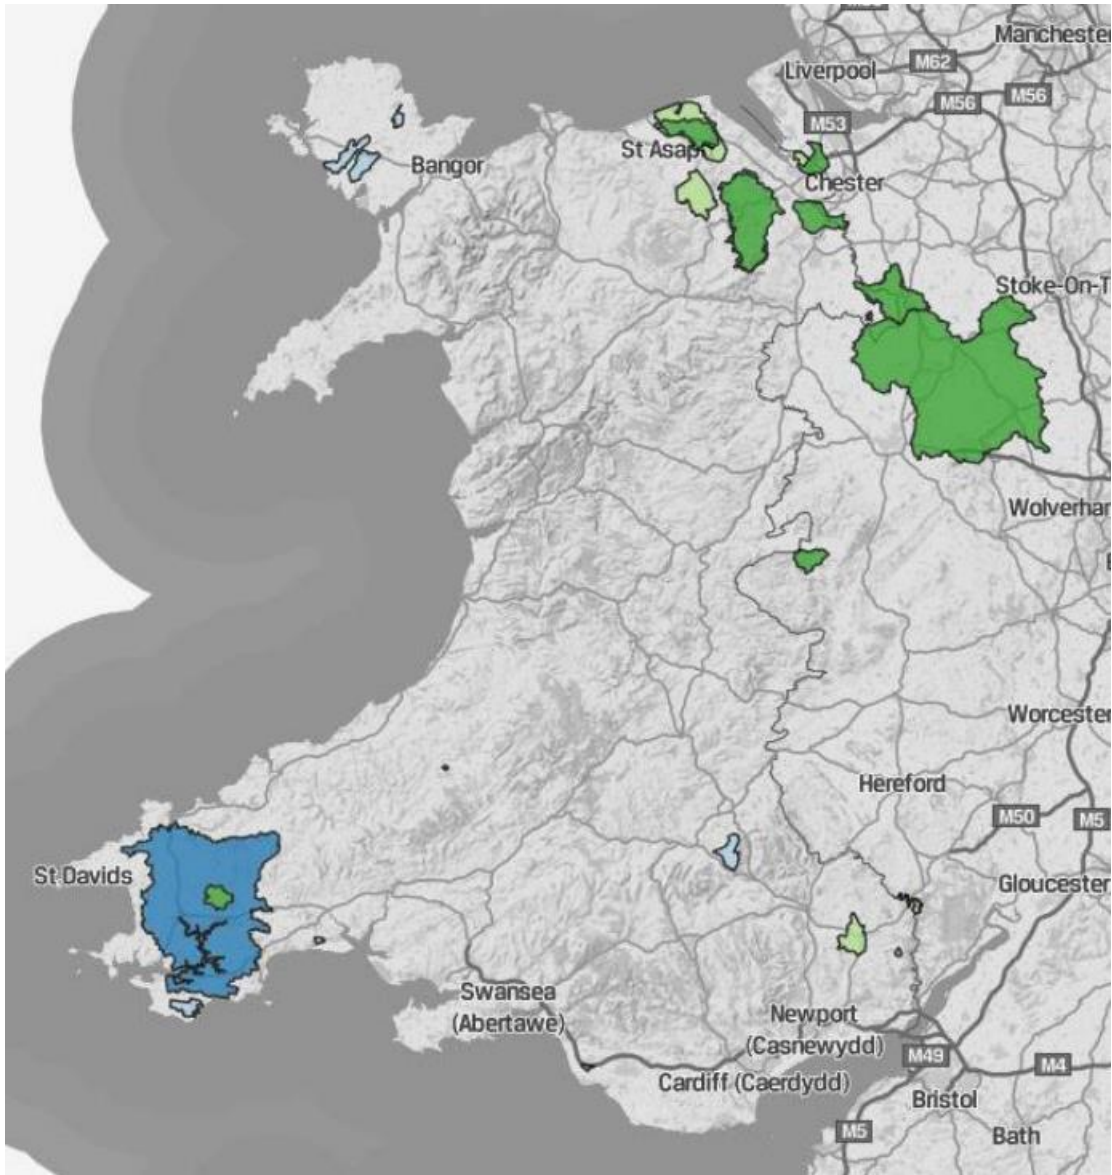 Manchester
Liverpool
M62
M56
M56
M53
St Asap
Bangor
Chester
Stoke-On-T
Wolverhar
Worcester
Hereford
M50
M5
St Davids
Gloucester
Swansea
(Abertawe)
Newport
(Casnewydd)
M49
M4
Cardiff (Caerdydd)
Bristol
M5
Bath